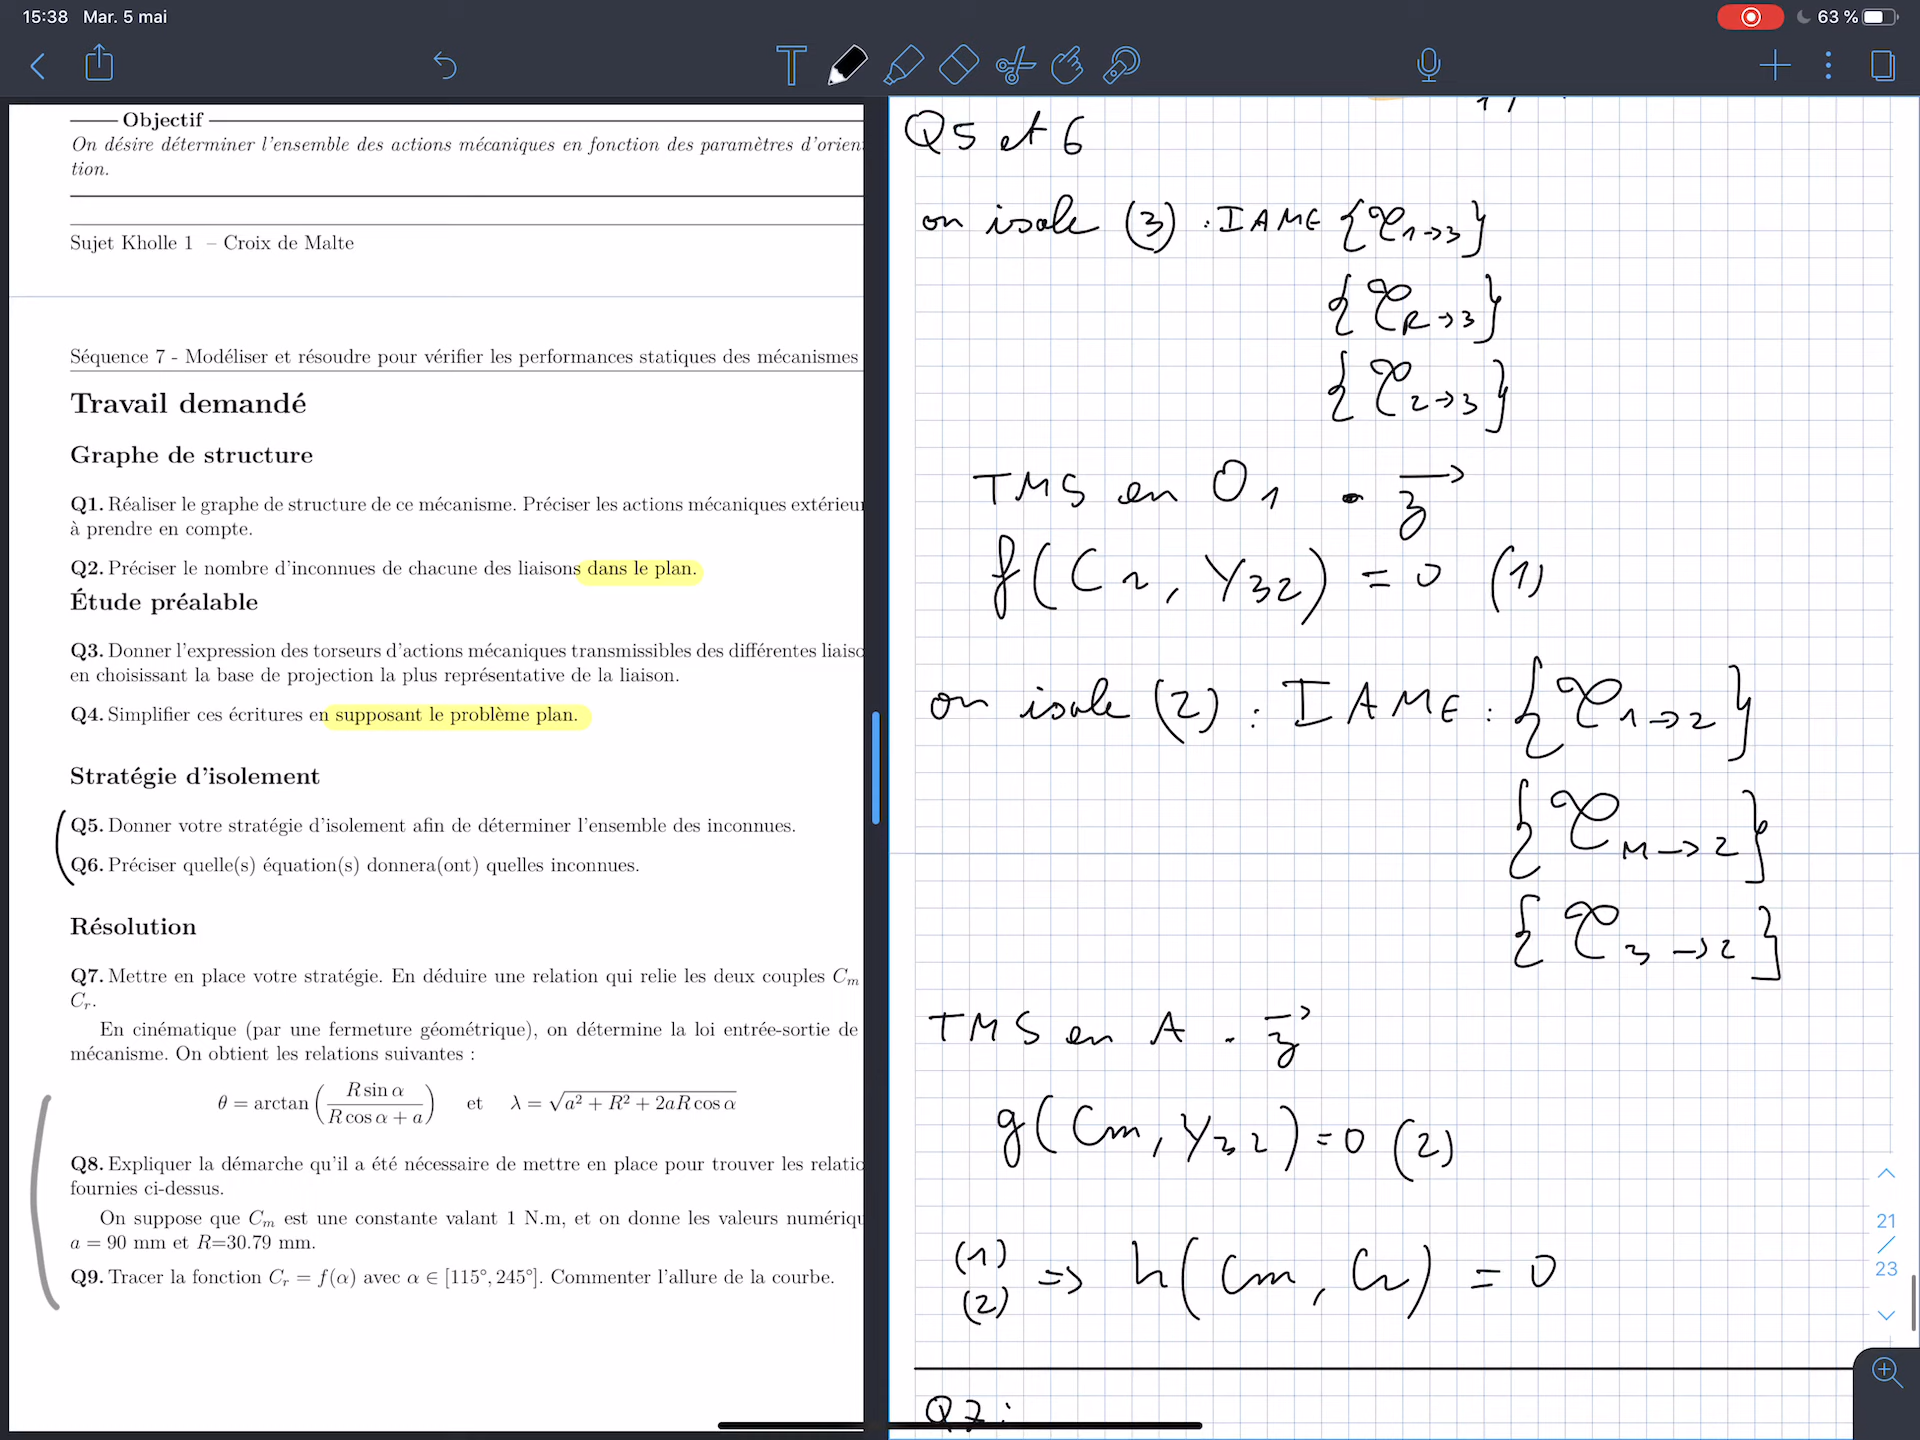 15:38 Mar. 5 mai
63 %
Objectif
On désire déterminer l'ensemble des actions mécaniques en fonction des paramètres d'orien
tion.
Sujet Kholle 1 – Croix de Malte
Séquence 7 - Modéliser et résoudre pour vérifier les performances statiques des mécanismes
Travail demandé
Graphe de structure
Q1. Réaliser le graphe de structure de ce mécanisme. Préciser les actions mécaniques extérieur
à prendre en compte.
Q2. Préciser le nombre d'inconnues de chacune des liaisons dans le plan.
Étude préalable
Q3. Donner l'expression des torseurs d'actions mécaniques transmissibles des différentes liaiso
en choisissant la base de projection la plus représentative de la liaison.
Q4. Simplifier ces écritures en supposant le problème plan.
Stratégie d'isolement
Q5. Donner votre stratégie d'isolement afin de déterminer l'ensemble des inconnues.
Q6. Préciser quelle(s) équation(s) donnera(ont) quelles inconnues.
Résolution
Q7. Mettre en place votre stratégie. En déduire une relation qui relie les deux couples Cm
Cr.
En cinématique (par une fermeture géométrique), on détermine la loi entrée-sortie de
mécanisme. On obtient les relations suivantes :
θ = arctan (R sin α / (R cos α + a)) et λ = √(a² + R² + 2aR cos α)
Q8. Expliquer la démarche qu'il a été nécessaire de mettre en place pour trouver les relatio
fournies ci-dessus.
On suppose que Cm est une constante valant 1 N.m, et on donne les valeurs numériqu
a = 90 mm et R=30.79 mm.
Q9. Tracer la fonction Cr = f(α) avec α ∈ [115°, 245°]. Commenter l'allure de la courbe.
Q5 et 6
on isole (3) : IAME {𝒯1→3}
{𝒯R→3}
{𝒯2→3}
TMS en O1 · z⃗
f(Cr, Y32) = 0 (1)
on isole (2) : IAME : {𝒯1→2}
{𝒯M→2}
{𝒯3→2}
TMS en A · z⃗
g(Cm, Y32) = 0 (2)
(1)
(2) => h(Cm, Cr) = 0
Q7 :
21
/
23